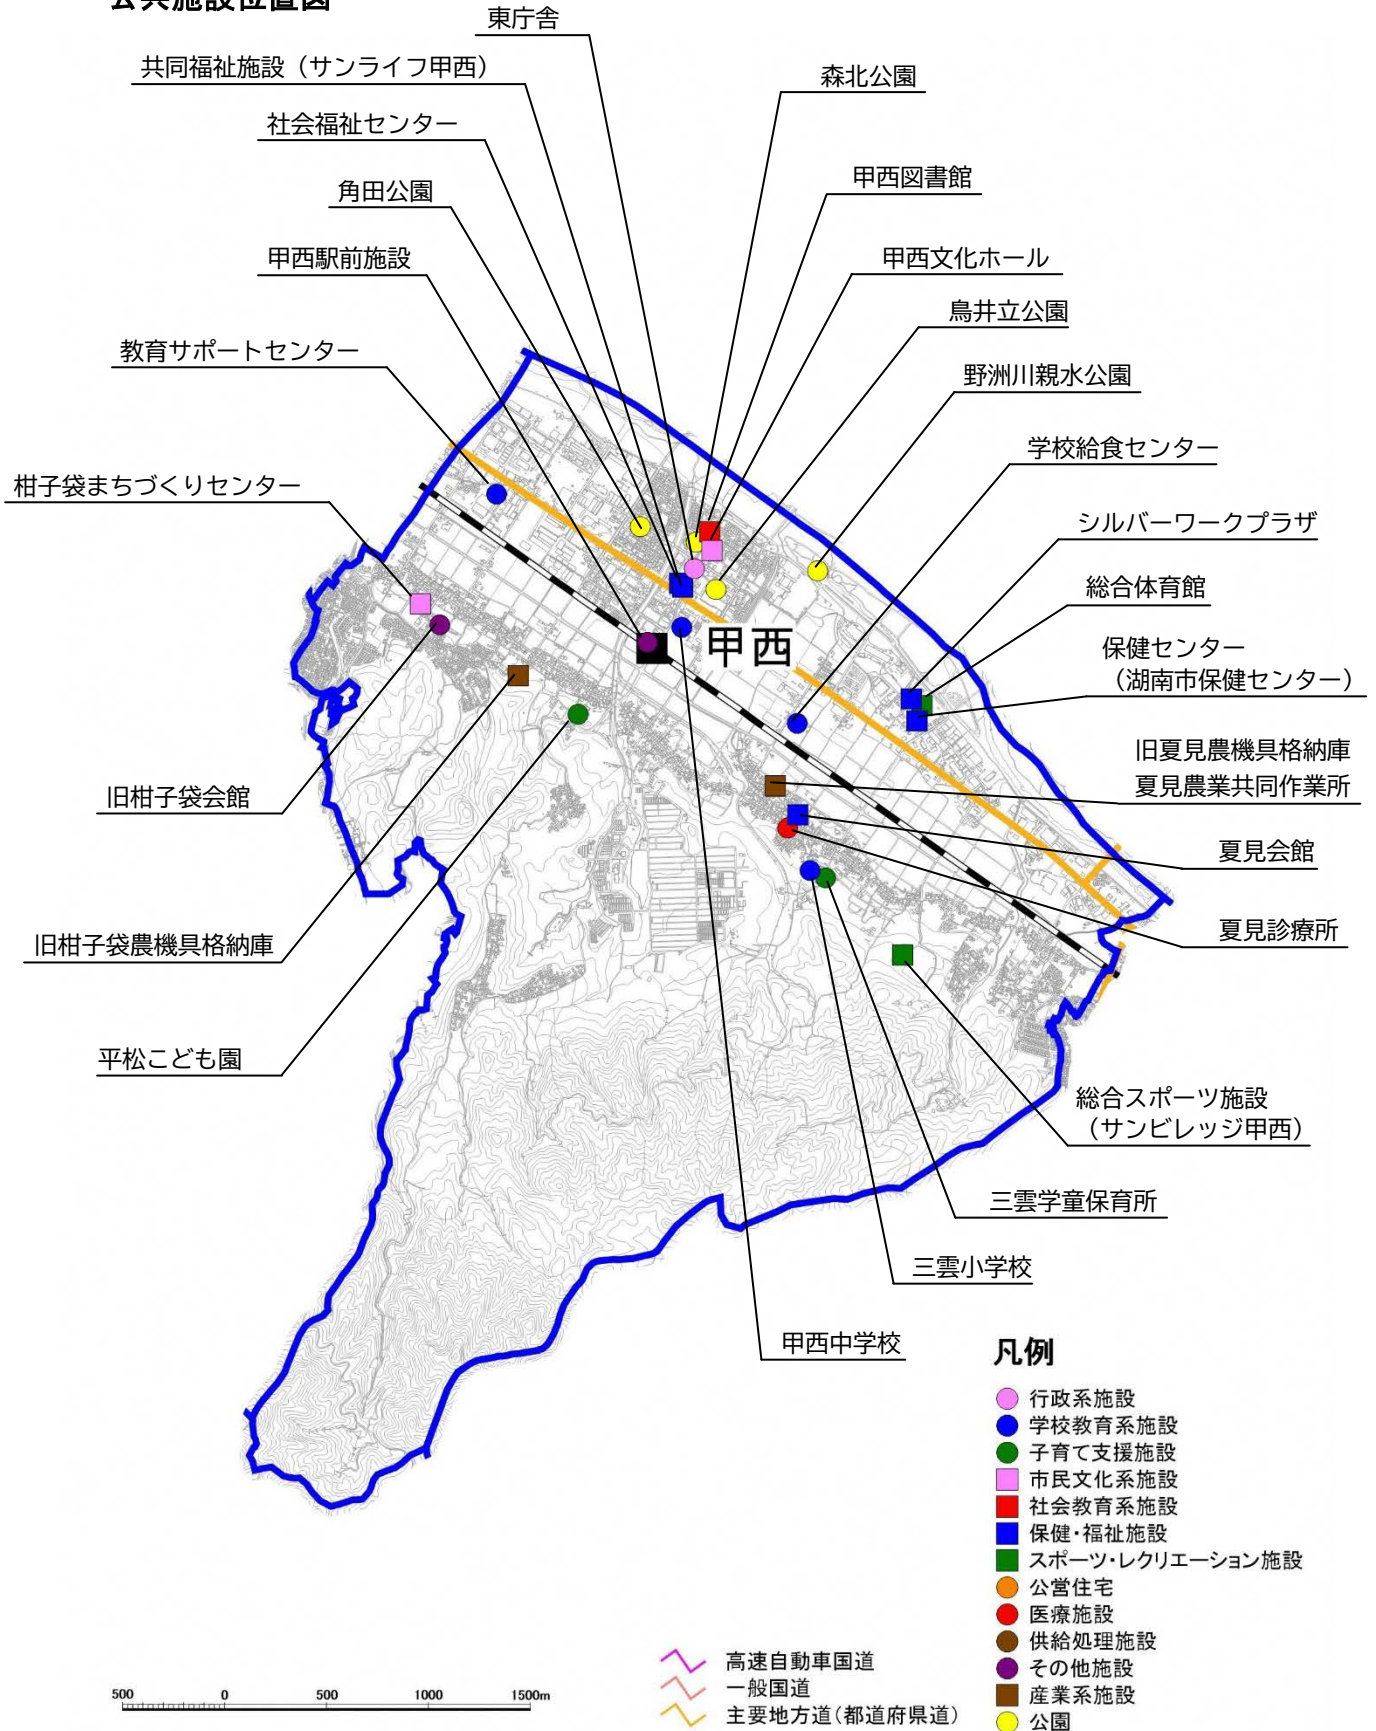 公共施設位置図
東庁舎
共同福祉施設（サンライフ甲西）
森北公園
社会福祉センター
甲西図書館
角田公園
甲西駅前施設
甲西文化ホール
鳥井立公園
教育サポートセンター
野洲川親水公園
学校給食センター
柑子袋まちづくりセンター
シルバーワークプラザ
総合体育館
保健センター
（湖南市保健センター）
甲西
旧夏見農機具格納庫
夏見農業共同作業所
旧柑子袋会館
夏見会館
夏見診療所
旧柑子袋農機具格納庫
平松こども園
総合スポーツ施設
（サンビレッジ甲西）
三雲学童保育所
三雲小学校
甲西中学校
凡例
行政系施設
学校教育系施設
子育て支援施設
市民文化系施設
社会教育系施設
保健・福祉施設
スポーツ・レクリエーション施設
公営住宅
医療施設
供給処理施設
その他施設
産業系施設
公園
高速自動車国道
一般国道
主要地方道（都道府県道）
500 0 500 1000 1500m